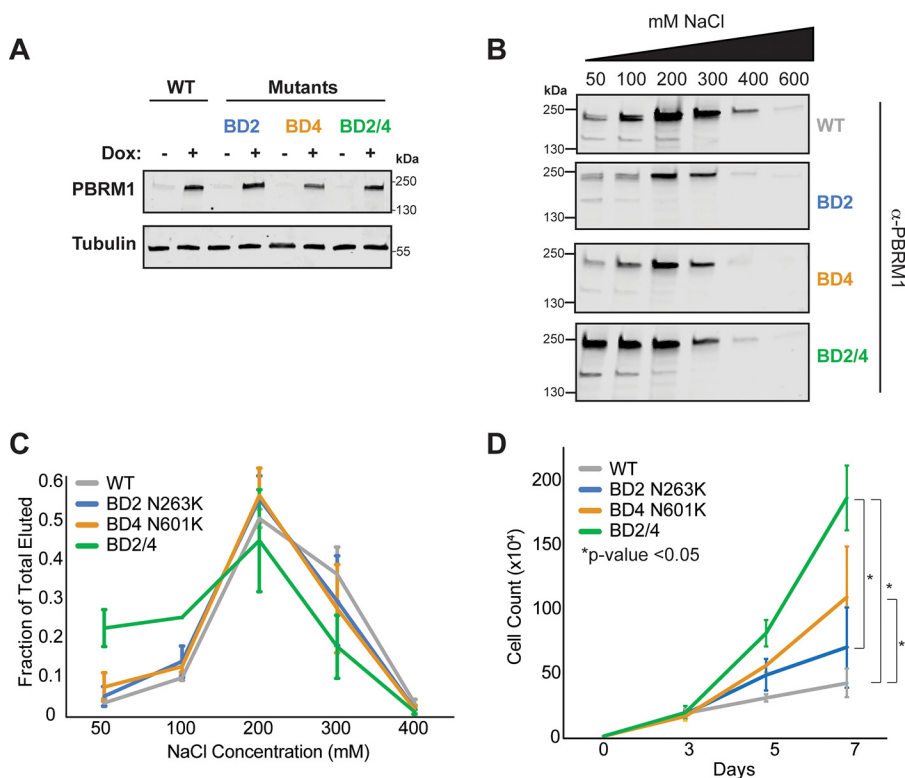 A
WT Mutants
BD2 BD4 BD2/4
Dox: - + - + - + - + kDa
PBRM1
250
130
Tubulin
55
B
mM NaCl
50 100 200 300 400 600
kDa
250
130
WT
250
130
BD2
250
130
BD4
250
130
BD2/4
α-PBRM1
C
WT
BD2 N263K
BD4 N601K
BD2/4
Fraction of Total Eluted
0.6
0.5
0.4
0.3
0.2
0.1
0
50 100 200 300 400
NaCl Concentration (mM)
D
WT
BD2 N263K
BD4 N601K
BD2/4
*p-value <0.05
Cell Count (x10⁴)
200
150
100
50
0
* * *
0 3 5 7
Days